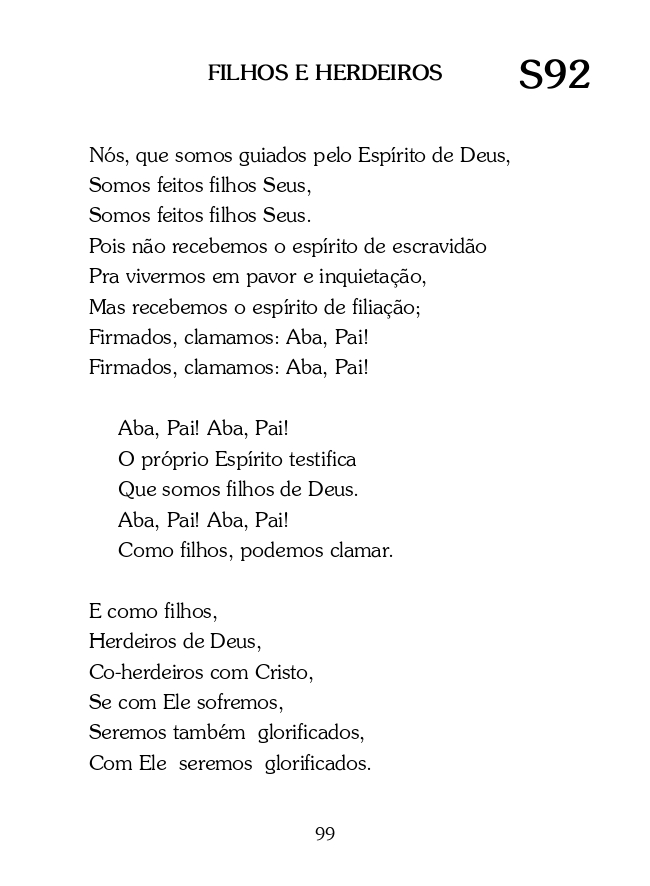 FILHOS E HERDEIROS
S92
Nós, que somos guiados pelo Espírito de Deus,
Somos feitos filhos Seus,
Somos feitos filhos Seus.
Pois não recebemos o espírito de escravidão
Pra vivermos em pavor e inquietação,
Mas recebemos o espírito de filiação;
Firmados, clamamos: Aba, Pai!
Firmados, clamamos: Aba, Pai!
Aba, Pai! Aba, Pai!
O próprio Espírito testifica
Que somos filhos de Deus.
Aba, Pai! Aba, Pai!
Como filhos, podemos clamar.
E como filhos,
Herdeiros de Deus,
Co-herdeiros com Cristo,
Se com Ele sofremos,
Seremos também  glorificados,
Com Ele  seremos  glorificados.
99